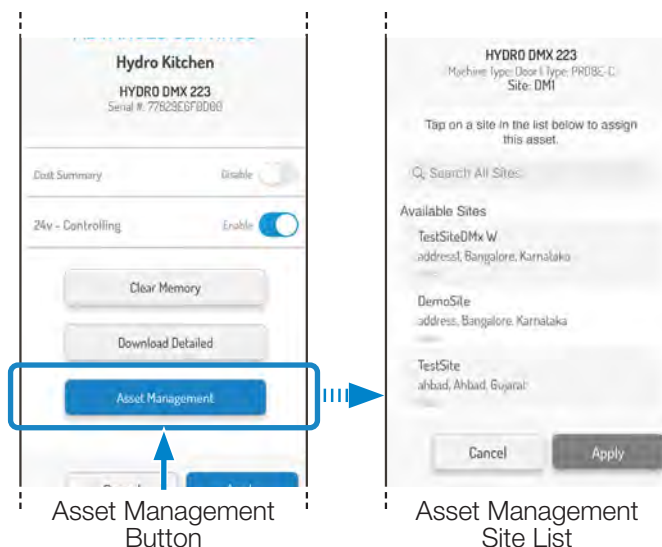 Hydro Kitchen
HYDRO DMX 223
Serial #:
Cost Summary
Disable
24v - Controlling
Enable
Clear Memory
Download Detailed
Asset Management
Asset Management
Button
HYDRO DMX 223
Machine Type: Door | Type: PROBE-C
Site: DM1
Tap on a site in the list below to assign
this asset.
Search All Sites
Available Sites
TestSiteDMx W
address1, Bangalore, Karnataka
DemoSite
address, Bangalore, Karnataka
TestSite
ahbad, Ahbad, Gujarat
Cancel
Apply
Asset Management
Site List